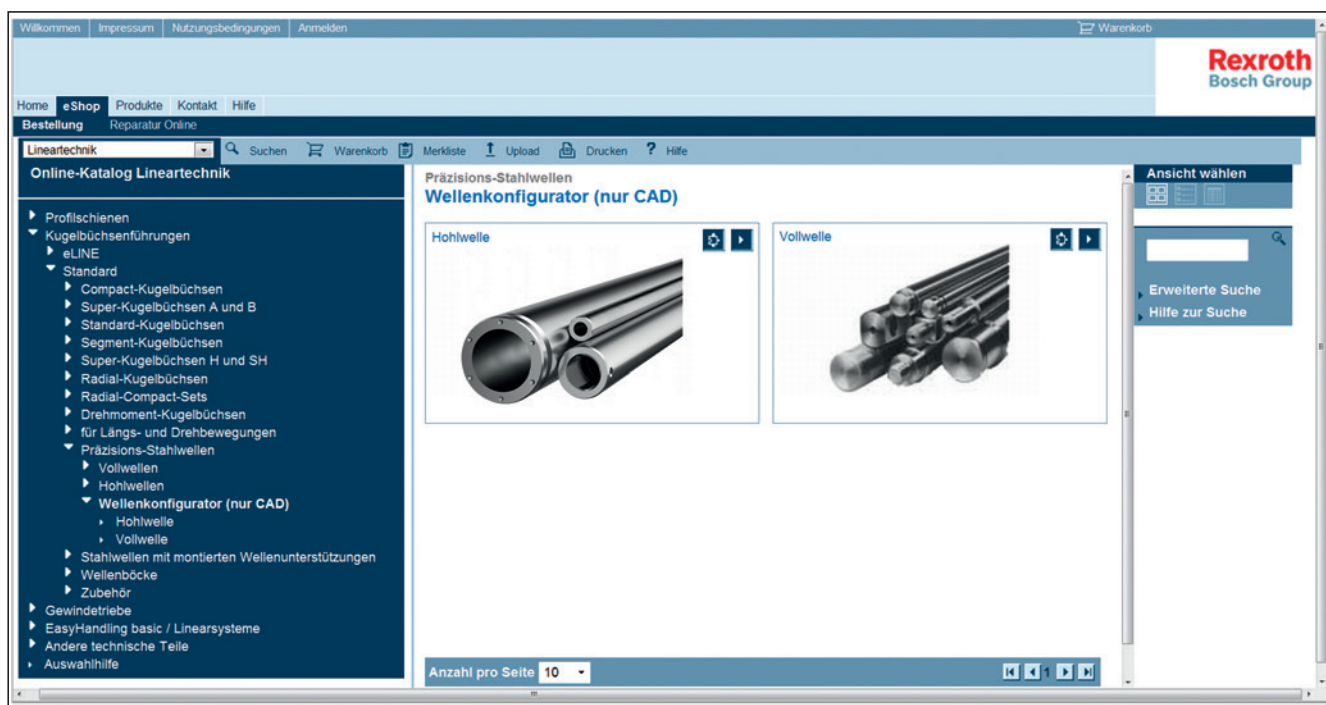 Willkommen Impressum Nutzungsbedingungen Anmelden Warenkorb
Rexroth
Bosch Group
Home eShop Produkte Kontakt Hilfe
Bestellung Reparatur Online
Lineartechnik Suchen Warenkorb Merkliste Upload Drucken ? Hilfe
Online-Katalog Lineartechnik
Profilschienen
Kugelbüchsenführungen
eLINE
Standard
Compact-Kugelbüchsen
Super-Kugelbüchsen A und B
Standard-Kugelbüchsen
Segment-Kugelbüchsen
Super-Kugelbüchsen H und SH
Radial-Kugelbüchsen
Radial-Compact-Sets
Drehmoment-Kugelbüchsen
für Längs- und Drehbewegungen
Präzisions-Stahlwellen
Vollwellen
Hohlwellen
Wellenkonfigurator (nur CAD)
Hohlwelle
Vollwelle
Stahlwellen mit montierten Wellenunterstützungen
Wellenböcke
Zubehör
Gewindetriebe
EasyHandling basic / Linearsysteme
Andere technische Teile
Auswahlhilfe
Präzisions-Stahlwellen
Wellenkonfigurator (nur CAD)
Hohlwelle
Vollwelle
Anzahl pro Seite 10
1
Ansicht wählen
Erweiterte Suche
Hilfe zur Suche